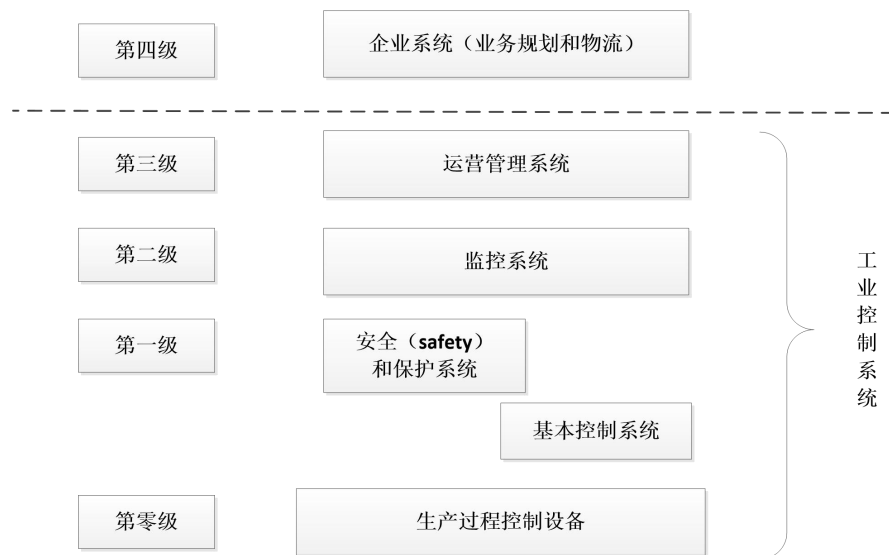 第四级
企业系统（业务规划和物流）
第三级
运营管理系统
第二级
监控系统
第一级
安全（safety）
和保护系统
基本控制系统
第零级
生产过程控制设备
工
业
控
制
系
统